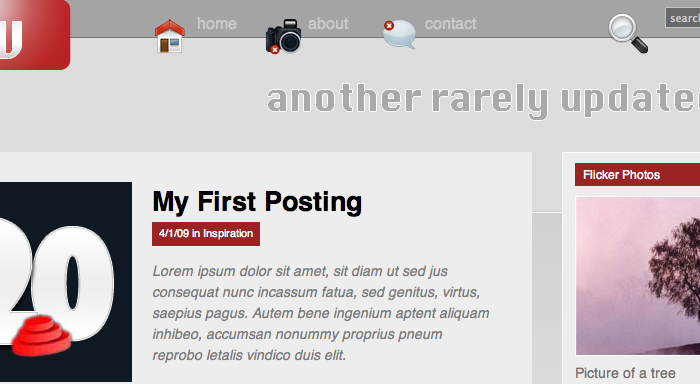 home
about
contact
search
another rarely update
My First Posting
4/1/09 in Inspiration
Lorem ipsum dolor sit amet, sit diam ut sed jus
consequat nunc incassum fatua, sed genitus, virtus,
saepius pagus. Autem bene ingenium aptent aliquam
inhibeo, accumsan nonummy proprius pneum
reprobo letalis vindico duis elit.
20
Flicker Photos
Picture of a tree